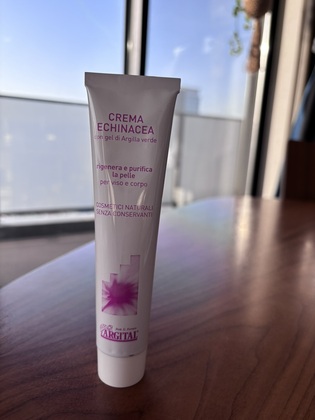 CREMA
ECHINACEA
con gel di Argilla verde
rigenera e purifica
la pelle
per viso e corpo
COSMETICI NATURALI
SENZA CONSERVANTI
ARGITAL